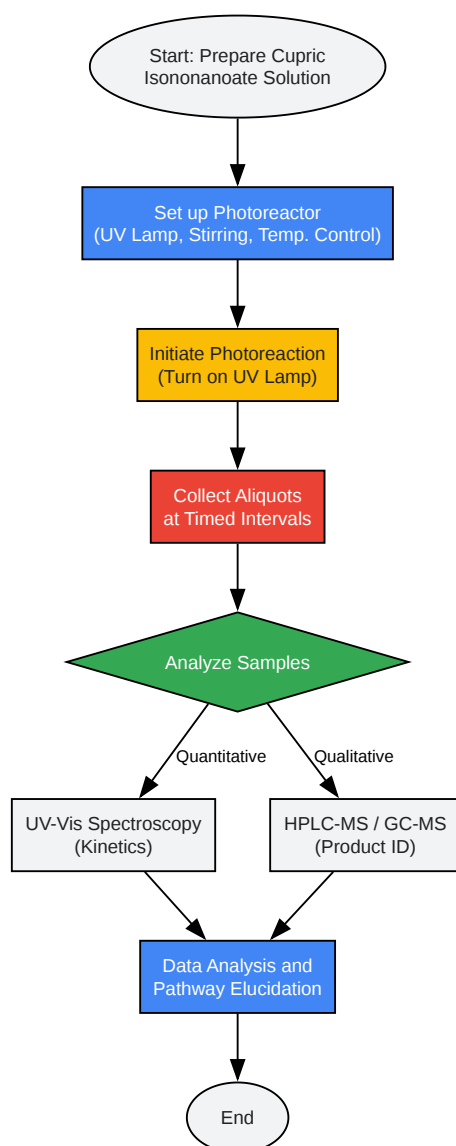 Start: Prepare Cupric
Isononanoate Solution
Set up Photoreactor
(UV Lamp, Stirring, Temp. Control)
Initiate Photoreaction
(Turn on UV Lamp)
Collect Aliquots
at Timed Intervals
Analyze Samples
Quantitative
Qualitative
UV-Vis Spectroscopy
(Kinetics)
HPLC-MS / GC-MS
(Product ID)
Data Analysis and
Pathway Elucidation
End